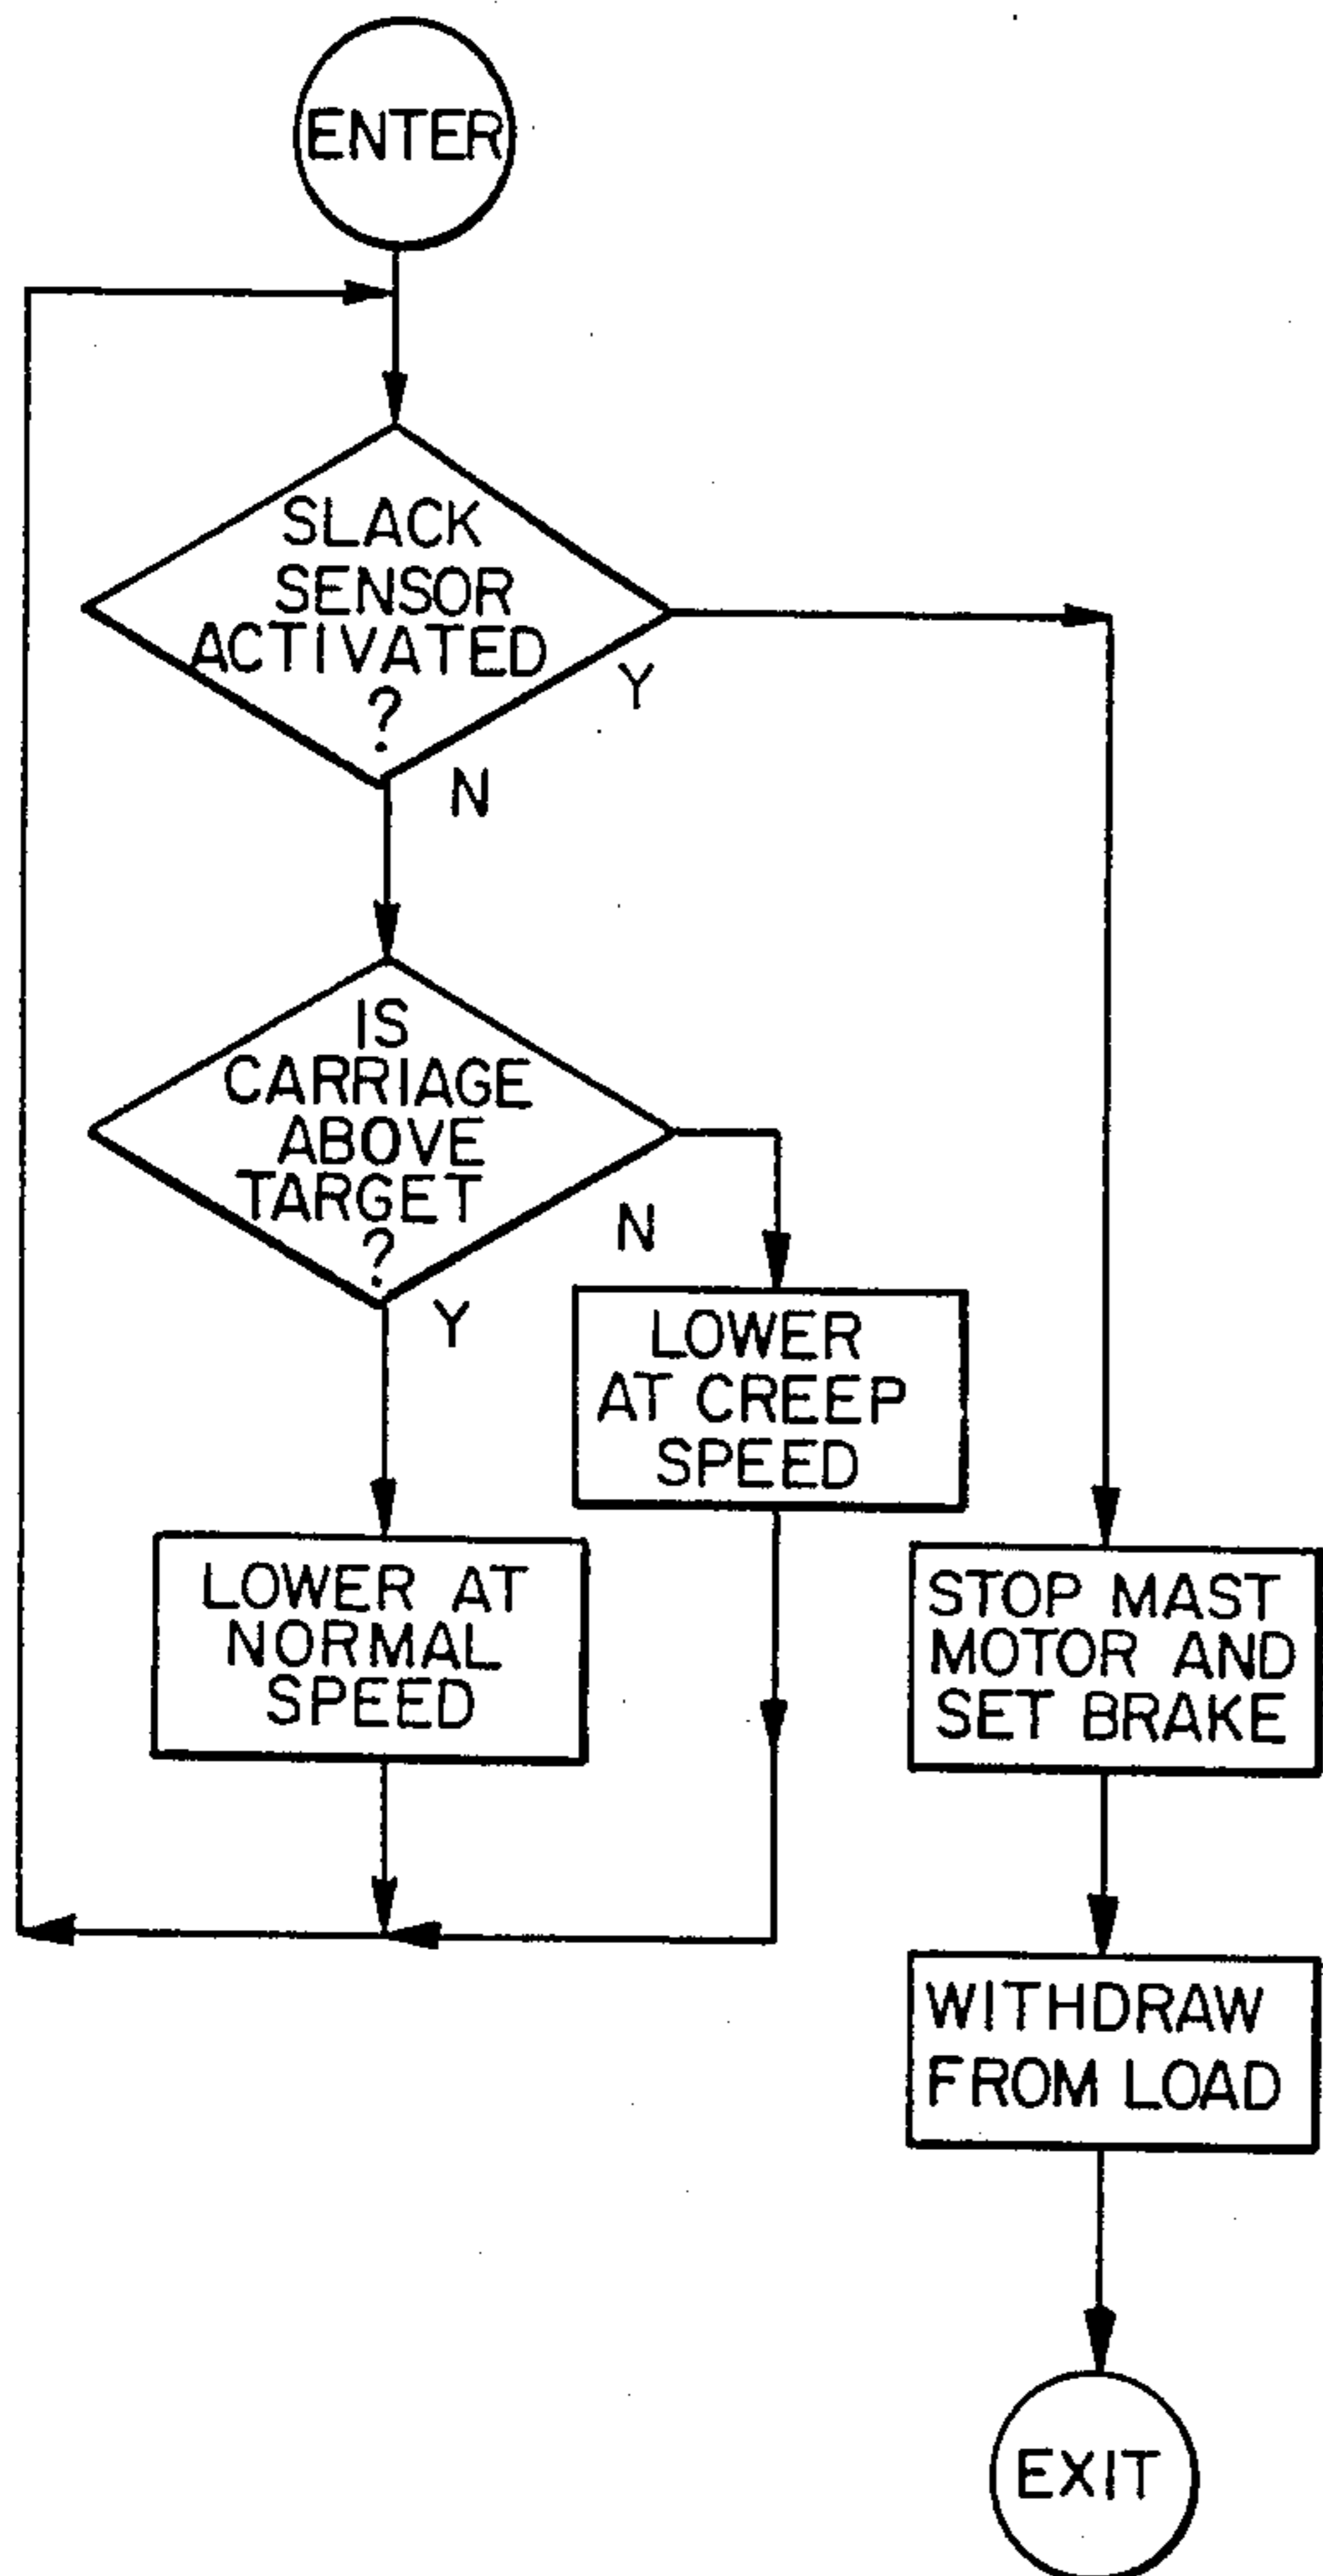 ENTER
SLACK
SENSOR
ACTIVATED
?
Y
N
IS
CARRIAGE
ABOVE
TARGET
?
N
Y
LOWER
AT CREEP
SPEED
LOWER AT
NORMAL
SPEED
STOP MAST
MOTOR AND
SET BRAKE
WITHDRAW
FROM LOAD
EXIT